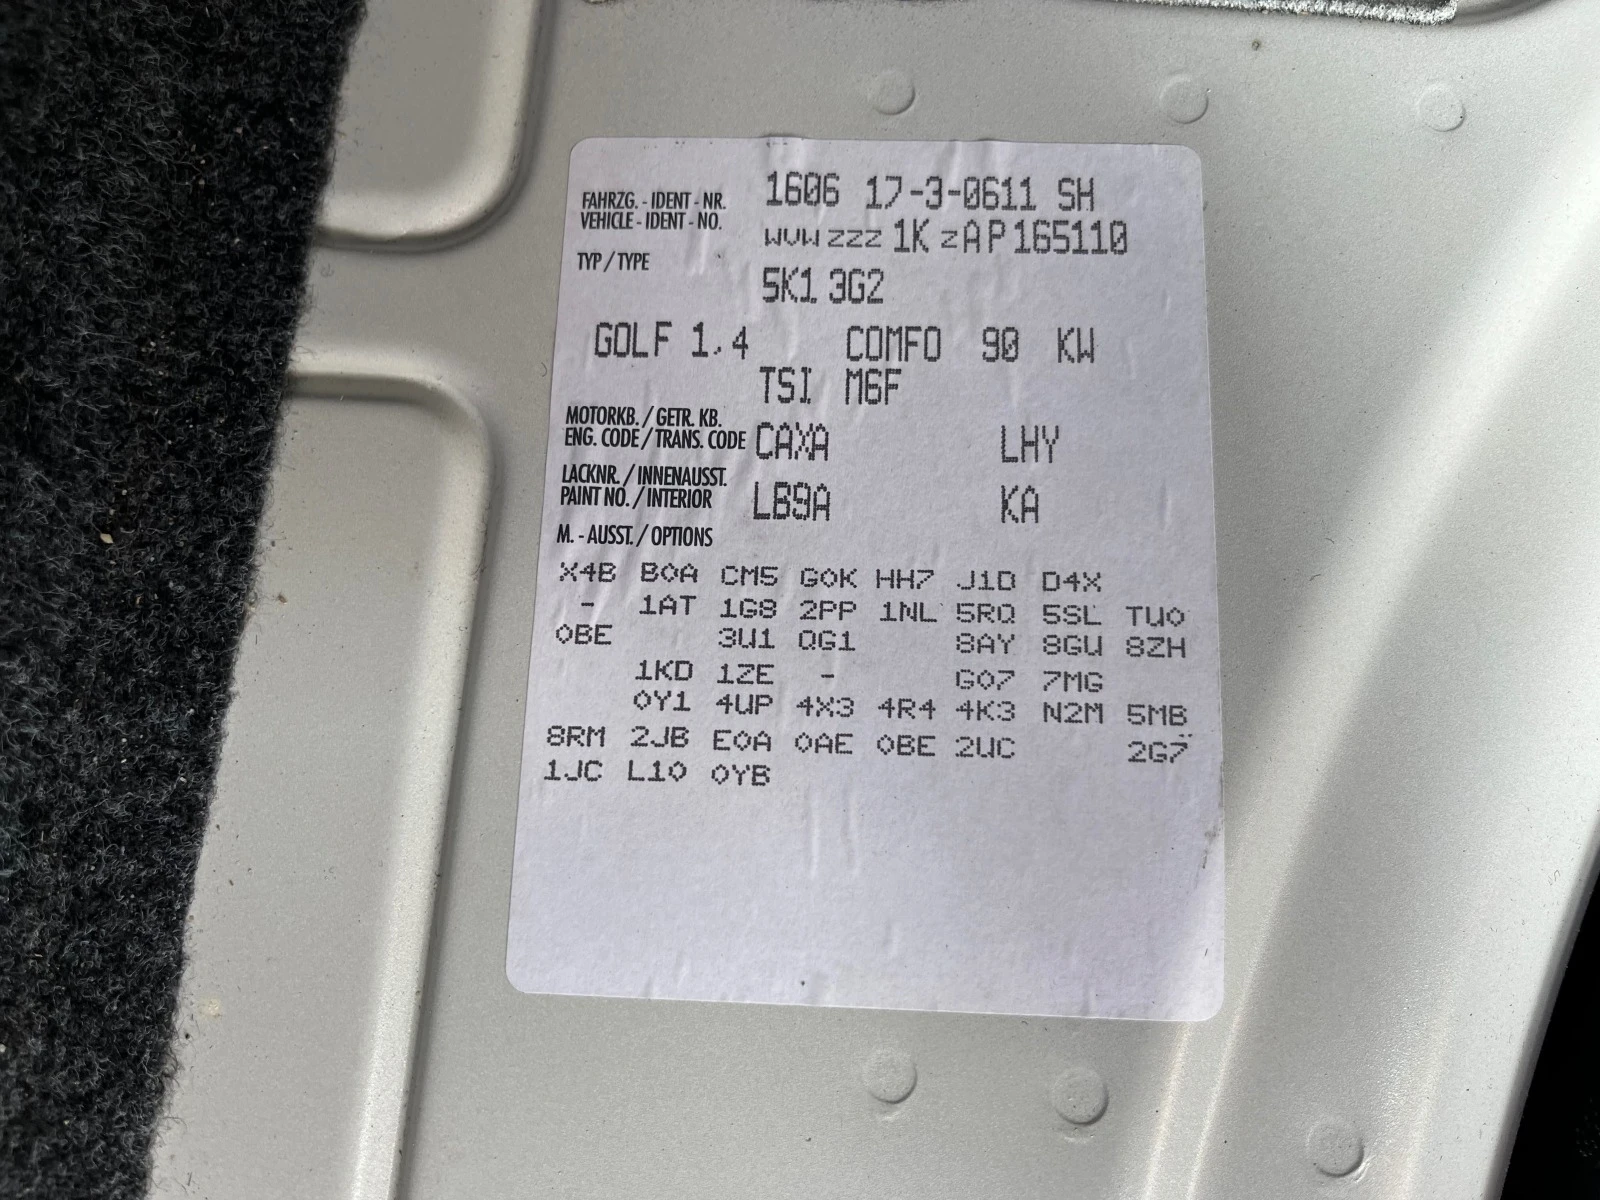 1606 17-3-0611 SH
FAHRZG. - IDENT - NR.
VEHICLE - IDENT - NO. WVWZZZ1KZAP165110
TYP / TYPE 5K1 3G2
GOLF 1.4 COMFO 90 KW
TSI M6F
MOTORKB. / GETR. KB.
ENG. CODE / TRANS. CODE CAXA LHY
LACKNR. / INNENAUSST.
PAINT NO. / INTERIOR LB9A KA
M. - AUSST. / OPTIONS
X4B B0A CM5 G0K HH7 J1D D4X
- 1AT 1G8 2PP 1NL 5RQ 5SL TU0
0BE 3U1 QG1 8AY 8GU 8ZH
1KD 1ZE - G07 7MG
0Y1 4UP 4X3 4R4 4K3 N2M 5MB
8RM 2JB E0A 0AE 0BE 2UC 2G7
1JC L10 0YB